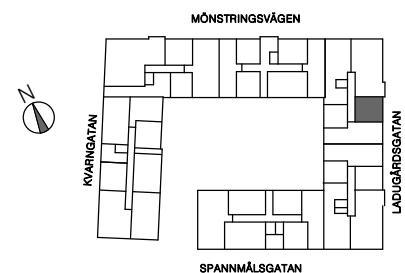 MÖNSTRINGSVÄGEN
N
KVARNGATAN
LADUGÅRDSGATAN
SPANNMÅLSGATAN